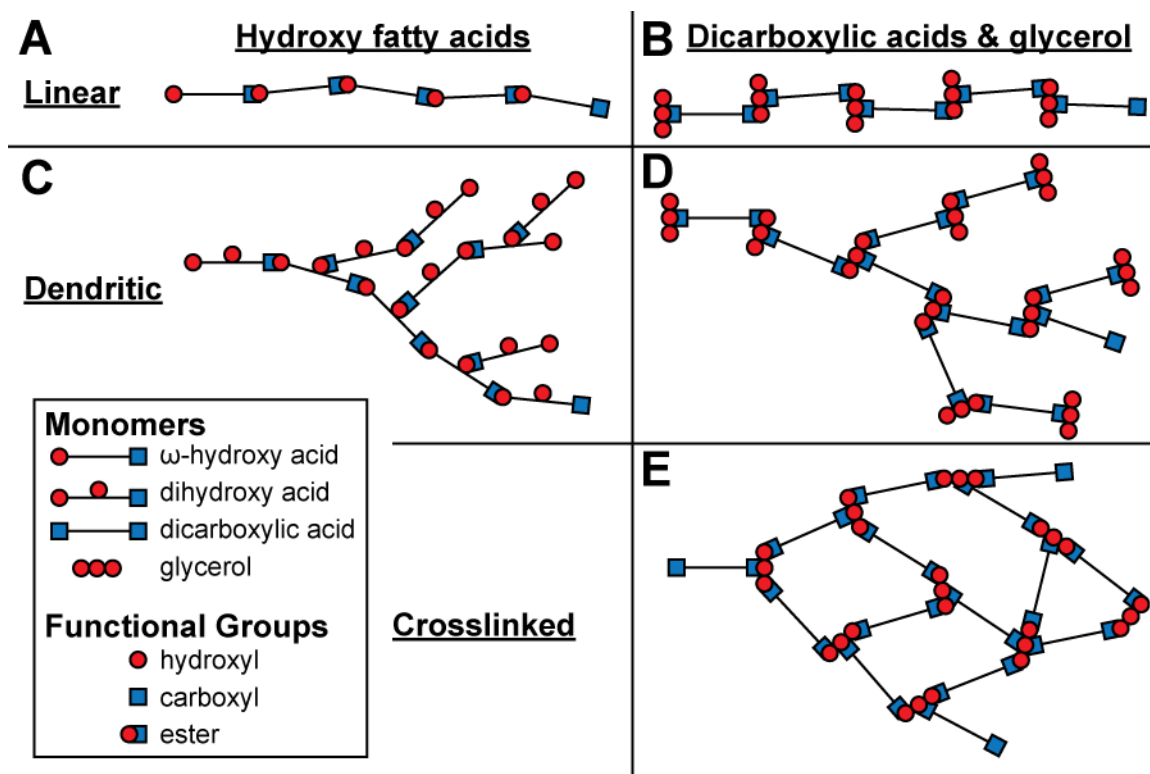 A
Hydroxy fatty acids
B
Dicarboxylic acids & glycerol
Linear
C
D
Dendritic
Monomers
ω-hydroxy acid
dihydroxy acid
dicarboxylic acid
glycerol
Functional Groups
hydroxyl
carboxyl
ester
E
Crosslinked